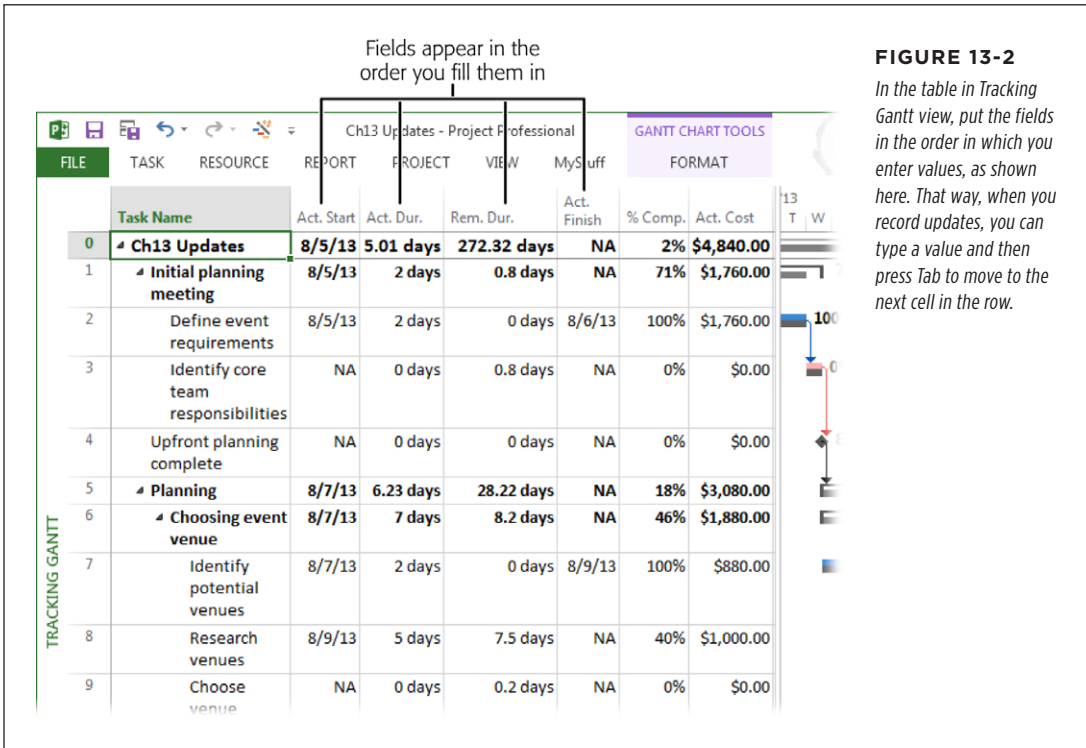 Fields appear in the
order you fill them in
FIGURE 13-2
In the table in Tracking
Gantt view, put the fields
in the order in which you
enter values, as shown
here. That way, when you
record updates, you can
type a value and then
press Tab to move to the
next cell in the row.
Ch13 Updates - Project Professional
GANTT CHART TOOLS
FILE TASK RESOURCE REPORT PROJECT VIEW MyStuff FORMAT
Task Name Act. Start Act. Dur. Rem. Dur. Act. Finish % Comp. Act. Cost
'13
T W
0 Ch13 Updates 8/5/13 5.01 days 272.32 days NA 2% $4,840.00
1 Initial planning 8/5/13 2 days 0.8 days NA 71% $1,760.00
meeting
2 Define event 8/5/13 2 days 0 days 8/6/13 100% $1,760.00 100
requirements
3 Identify core NA 0 days 0.8 days NA 0% $0.00 0
team
responsibilities
4 Upfront planning NA 0 days 0 days NA 0% $0.00
complete
5 Planning 8/7/13 6.23 days 28.22 days NA 18% $3,080.00
6 Choosing event 8/7/13 7 days 8.2 days NA 46% $1,880.00
venue
7 Identify 8/7/13 2 days 0 days 8/9/13 100% $880.00
potential
venues
8 Research 8/9/13 5 days 7.5 days NA 40% $1,000.00
venues
9 Choose NA 0 days 0.2 days NA 0% $0.00
venue
TRACKING GANTT